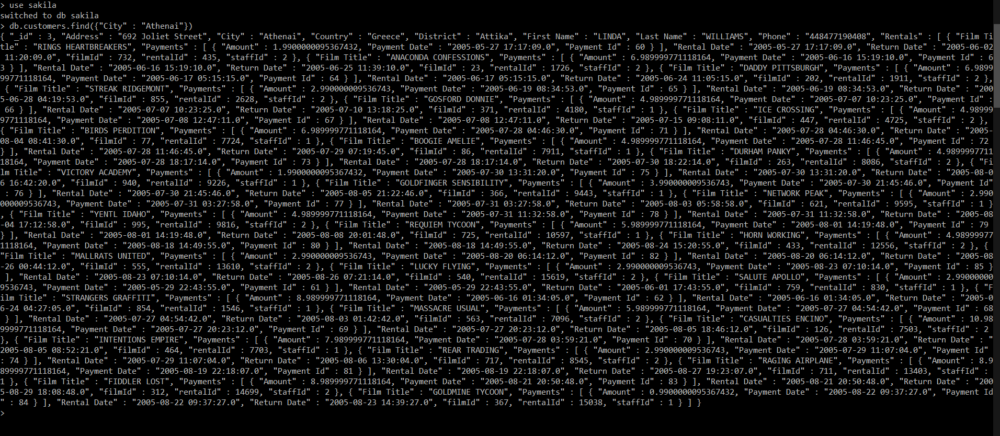 > use sakila
switched to db sakila
> db.customers.find({"City" : "Athenai"})
{ "_id" : 3, "Address" : "692 Joliet Street", "City" : "Athenai", "Country" : "Greece", "District" : "Attika", "First Name" : "LINDA", "Last Name" : "WILLIAMS", "Phone" : "448477190408", "Rentals" : [ { "Film Ti
tle" : "RINGS HEARTBREAKERS", "Payments" : [ { "Amount" : 1.9900000095367432, "Payment Date" : "2005-05-27 17:17:09.0", "Payment Id" : 60 } ], "Rental Date" : "2005-05-27 17:17:09.0", "Return Date" : "2005-06-02
 11:20:09.0", "filmId" : 732, "rentalId" : 435, "staffId" : 2 }, { "Film Title" : "ANACONDA CONFESSIONS", "Payments" : [ { "Amount" : 6.989999771118164, "Payment Date" : "2005-06-16 15:19:10.0", "Payment Id" : 6
3 } ], "Rental Date" : "2005-06-16 15:19:10.0", "Return Date" : "2005-06-25 11:39:10.0", "filmId" : 23, "rentalId" : 1726, "staffId" : 2 }, { "Film Title" : "DADDY PITTSBURGH", "Payments" : [ { "Amount" : 6.9899
99771118164, "Payment Date" : "2005-06-17 05:15:15.0", "Payment Id" : 64 } ], "Rental Date" : "2005-06-17 05:15:15.0", "Return Date" : "2005-06-24 11:05:15.0", "filmId" : 202, "rentalId" : 1911, "staffId" : 2 },
 { "Film Title" : "STREAK RIDGEMONT", "Payments" : [ { "Amount" : 2.990000009536743, "Payment Date" : "2005-06-19 08:34:53.0", "Payment Id" : 65 } ], "Rental Date" : "2005-06-19 08:34:53.0", "Return Date" : "200
5-06-28 04:19:53.0", "filmId" : 855, "rentalId" : 2628, "staffId" : 2 }, { "Film Title" : "GOSFORD DONNIE", "Payments" : [ { "Amount" : 4.989999771118164, "Payment Date" : "2005-07-07 10:23:25.0", "Payment Id" :
 66 } ], "Rental Date" : "2005-07-07 10:23:25.0", "Return Date" : "2005-07-10 13:18:25.0", "filmId" : 371, "rentalId" : 4180, "staffId" : 1 }, { "Film Title" : "ICE CROSSING", "Payments" : [ { "Amount" : 4.98999
9771118164, "Payment Date" : "2005-07-08 12:47:11.0", "Payment Id" : 67 } ], "Rental Date" : "2005-07-08 12:47:11.0", "Return Date" : "2005-07-15 09:08:11.0", "filmId" : 447, "rentalId" : 4725, "staffId" : 2 },
{ "Film Title" : "BIRDS PERDITION", "Payments" : [ { "Amount" : 6.989999771118164, "Payment Date" : "2005-07-28 04:46:30.0", "Payment Id" : 71 } ], "Rental Date" : "2005-07-28 04:46:30.0", "Return Date" : "2005-
08-04 08:41:30.0", "filmId" : 77, "rentalId" : 7724, "staffId" : 1 }, { "Film Title" : "BOOGIE AMELIE", "Payments" : [ { "Amount" : 4.989999771118164, "Payment Date" : "2005-07-28 11:46:45.0", "Payment Id" : 72
} ], "Rental Date" : "2005-07-28 11:46:45.0", "Return Date" : "2005-07-29 07:19:45.0", "filmId" : 86, "rentalId" : 7911, "staffId" : 1 }, { "Film Title" : "DURHAM PANKY", "Payments" : [ { "Amount" : 4.9899997711
18164, "Payment Date" : "2005-07-28 18:17:14.0", "Payment Id" : 73 } ], "Rental Date" : "2005-07-28 18:17:14.0", "Return Date" : "2005-07-30 18:22:14.0", "filmId" : 263, "rentalId" : 8086, "staffId" : 2 }, { "Fi
lm Title" : "VICTORY ACADEMY", "Payments" : [ { "Amount" : 1.9900000095367432, "Payment Date" : "2005-07-30 13:31:20.0", "Payment Id" : 75 } ], "Rental Date" : "2005-07-30 13:31:20.0", "Return Date" : "2005-08-0
6 16:42:20.0", "filmId" : 940, "rentalId" : 9226, "staffId" : 1 }, { "Film Title" : "GOLDFINGER SENSIBILITY", "Payments" : [ { "Amount" : 3.990000009536743, "Payment Date" : "2005-07-30 21:45:46.0", "Payment Id"
 : 76 } ], "Rental Date" : "2005-07-30 21:45:46.0", "Return Date" : "2005-08-05 21:22:46.0", "filmId" : 366, "rentalId" : 9443, "staffId" : 1 }, { "Film Title" : "NETWORK PEAK", "Payments" : [ { "Amount" : 2.990
000009536743, "Payment Date" : "2005-07-31 03:27:58.0", "Payment Id" : 77 } ], "Rental Date" : "2005-07-31 03:27:58.0", "Return Date" : "2005-08-03 05:58:58.0", "filmId" : 621, "rentalId" : 9595, "staffId" : 1 }
, { "Film Title" : "YENTL IDAHO", "Payments" : [ { "Amount" : 4.989999771118164, "Payment Date" : "2005-07-31 11:32:58.0", "Payment Id" : 78 } ], "Rental Date" : "2005-07-31 11:32:58.0", "Return Date" : "2005-08
-04 17:12:58.0", "filmId" : 995, "rentalId" : 9816, "staffId" : 2 }, { "Film Title" : "REQUIEM TYCOON", "Payments" : [ { "Amount" : 5.989999771118164, "Payment Date" : "2005-08-01 14:19:48.0", "Payment Id" : 79
} ], "Rental Date" : "2005-08-01 14:19:48.0", "Return Date" : "2005-08-08 20:01:48.0", "filmId" : 725, "rentalId" : 10597, "staffId" : 1 }, { "Film Title" : "HORN WORKING", "Payments" : [ { "Amount" : 4.98999977
1118164, "Payment Date" : "2005-08-18 14:49:55.0", "Payment Id" : 80 } ], "Rental Date" : "2005-08-18 14:49:55.0", "Return Date" : "2005-08-24 15:20:55.0", "filmId" : 433, "rentalId" : 12556, "staffId" : 2 }, {
"Film Title" : "MALLRATS UNITED", "Payments" : [ { "Amount" : 2.990000009536743, "Payment Date" : "2005-08-20 06:14:12.0", "Payment Id" : 82 } ], "Rental Date" : "2005-08-20 06:14:12.0", "Return Date" : "2005-08
-26 00:44:12.0", "filmId" : 555, "rentalId" : 13610, "staffId" : 2 }, { "Film Title" : "LUCKY FLYING", "Payments" : [ { "Amount" : 2.990000009536743, "Payment Date" : "2005-08-23 07:10:14.0", "Payment Id" : 85 }
 ], "Rental Date" : "2005-08-23 07:10:14.0", "Return Date" : "2005-08-26 07:21:14.0", "filmId" : 540, "rentalId" : 15619, "staffId" : 2 }, { "Film Title" : "SALUTE APOLLO", "Payments" : [ { "Amount" : 2.99000000
9536743, "Payment Date" : "2005-05-29 22:43:55.0", "Payment Id" : 61 } ], "Rental Date" : "2005-05-29 22:43:55.0", "Return Date" : "2005-06-01 17:43:55.0", "filmId" : 759, "rentalId" : 830, "staffId" : 1 }, { "F
ilm Title" : "STRANGERS GRAFFITI", "Payments" : [ { "Amount" : 8.989999771118164, "Payment Date" : "2005-06-16 01:34:05.0", "Payment Id" : 62 } ], "Rental Date" : "2005-06-16 01:34:05.0", "Return Date" : "2005-0
6-24 04:27:05.0", "filmId" : 854, "rentalId" : 1546, "staffId" : 1 }, { "Film Title" : "MASSACRE USUAL", "Payments" : [ { "Amount" : 5.989999771118164, "Payment Date" : "2005-07-27 04:54:42.0", "Payment Id" : 68
 } ], "Rental Date" : "2005-07-27 04:54:42.0", "Return Date" : "2005-08-03 01:42:42.0", "filmId" : 563, "rentalId" : 7096, "staffId" : 2 }, { "Film Title" : "CASUALTIES ENCINO", "Payments" : [ { "Amount" : 10.98
9999771118164, "Payment Date" : "2005-07-27 20:23:12.0", "Payment Id" : 69 } ], "Rental Date" : "2005-07-27 20:23:12.0", "Return Date" : "2005-08-05 18:46:12.0", "filmId" : 126, "rentalId" : 7503, "staffId" : 2
}, { "Film Title" : "INTENTIONS EMPIRE", "Payments" : [ { "Amount" : 7.989999771118164, "Payment Date" : "2005-07-28 03:59:21.0", "Payment Id" : 70 } ], "Rental Date" : "2005-07-28 03:59:21.0", "Return Date" : "
2005-08-05 08:52:21.0", "filmId" : 464, "rentalId" : 7703, "staffId" : 1 }, { "Film Title" : "REAR TRADING", "Payments" : [ { "Amount" : 2.990000009536743, "Payment Date" : "2005-07-29 11:07:04.0", "Payment Id"
: 74 } ], "Rental Date" : "2005-07-29 11:07:04.0", "Return Date" : "2005-08-06 13:30:04.0", "filmId" : 717, "rentalId" : 8545, "staffId" : 2 }, { "Film Title" : "RAGING AIRPLANE", "Payments" : [ { "Amount" : 8.9
89999771118164, "Payment Date" : "2005-08-19 22:18:07.0", "Payment Id" : 81 } ], "Rental Date" : "2005-08-19 22:18:07.0", "Return Date" : "2005-08-27 19:23:07.0", "filmId" : 711, "rentalId" : 13403, "staffId" :
1 }, { "Film Title" : "FIDDLER LOST", "Payments" : [ { "Amount" : 8.989999771118164, "Payment Date" : "2005-08-21 20:50:48.0", "Payment Id" : 83 } ], "Rental Date" : "2005-08-21 20:50:48.0", "Return Date" : "200
5-08-29 18:08:48.0", "filmId" : 312, "rentalId" : 14699, "staffId" : 2 }, { "Film Title" : "GOLDMINE TYCOON", "Payments" : [ { "Amount" : 0.9900000095367432, "Payment Date" : "2005-08-22 09:37:27.0", "Payment Id
" : 84 } ], "Rental Date" : "2005-08-22 09:37:27.0", "Return Date" : "2005-08-23 14:39:27.0", "filmId" : 367, "rentalId" : 15038, "staffId" : 1 } ] }
>